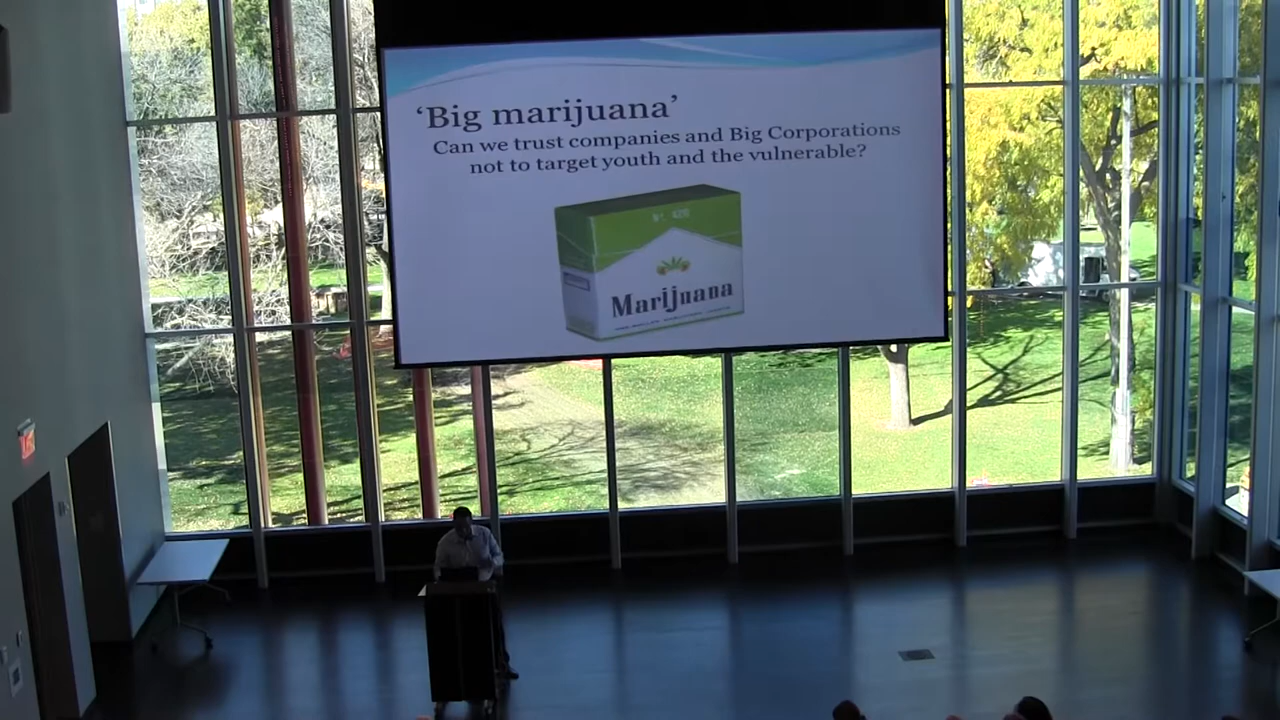 ‘Big marijuana’
Can we trust companies and Big Corporations
not to target youth and the vulnerable?
Marijuana